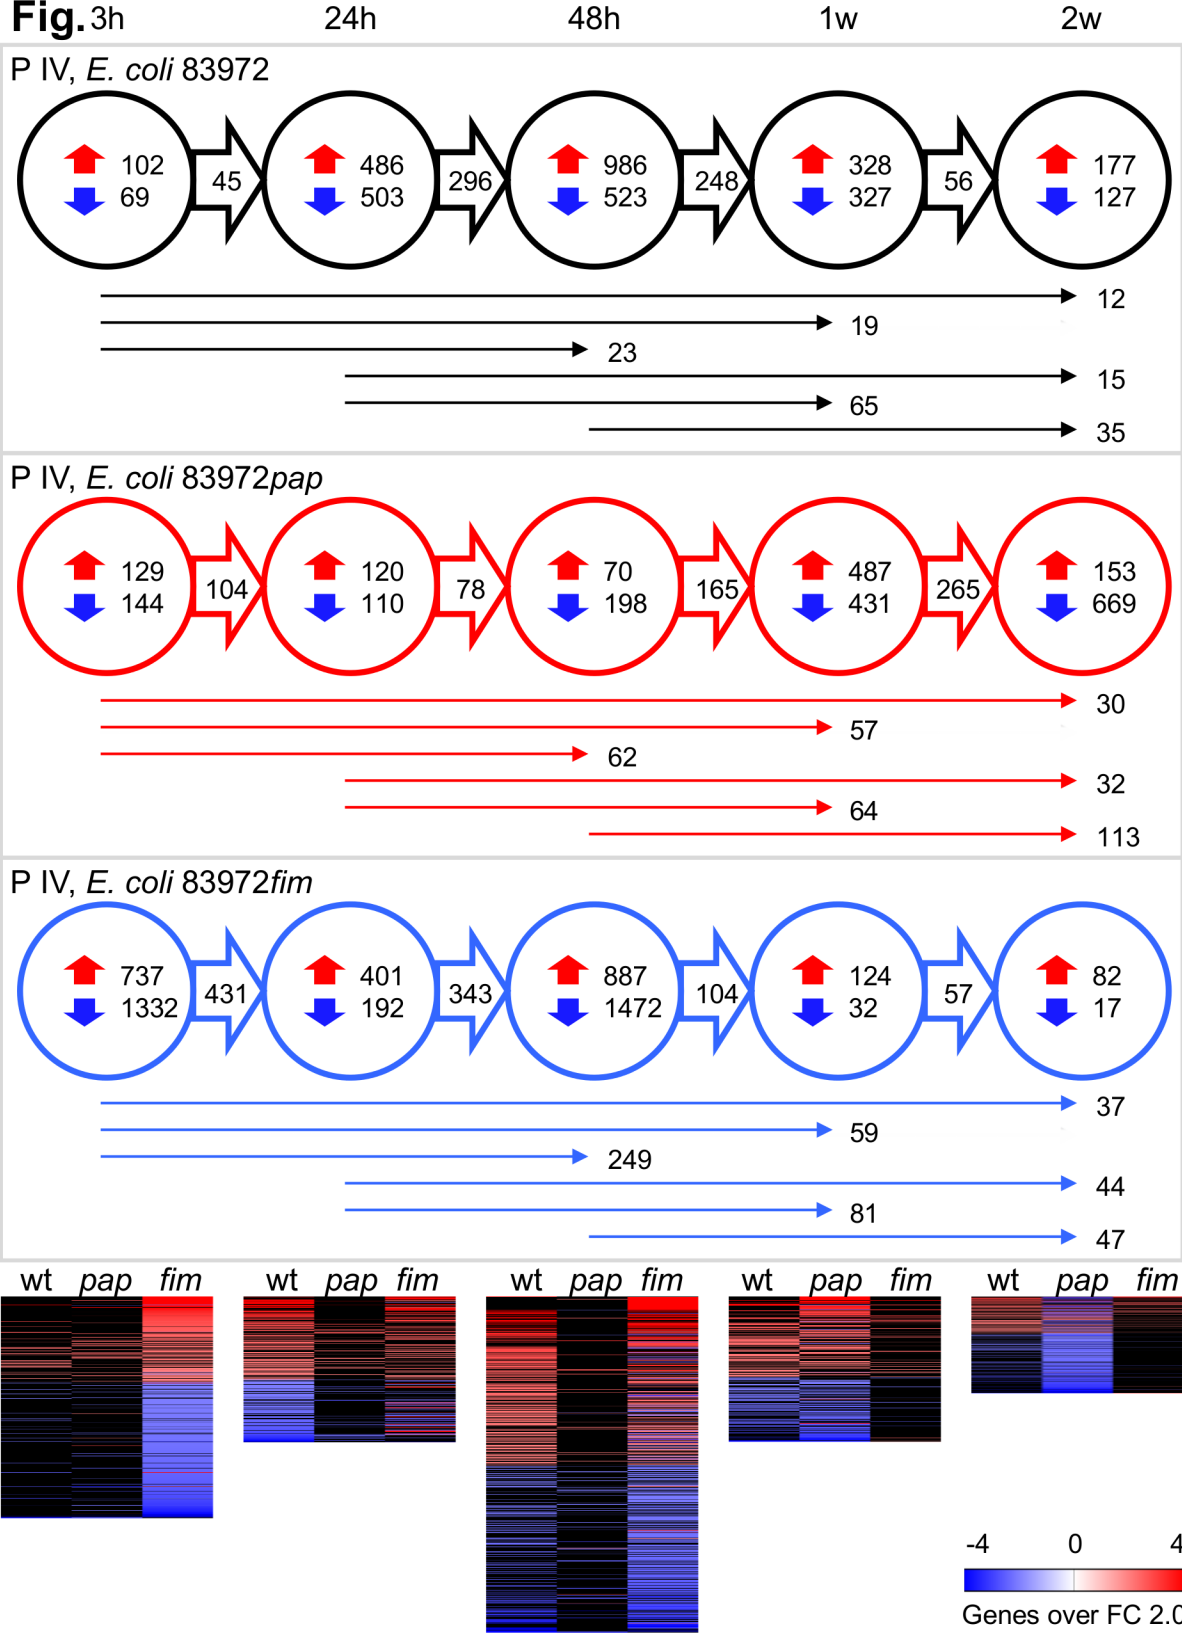 Fig. 3h 24h 48h 1w 2w
P IV, E. coli 83972
102 486 986 328 177
45 296 248 56
69 503 523 327 127
12
19
23
15
65
35
P IV, E. coli 83972pap
129 120 70 487 153
104 78 165 265
144 110 198 431 669
30
57
62
32
64
113
P IV, E. coli 83972fim
737 401 887 124 82
431 343 104 57
1332 192 1472 32 17
37
59
249
44
81
47
wt pap fim wt pap fim wt pap fim wt pap fim wt pap fim
-4 0 4
Genes over FC 2.0